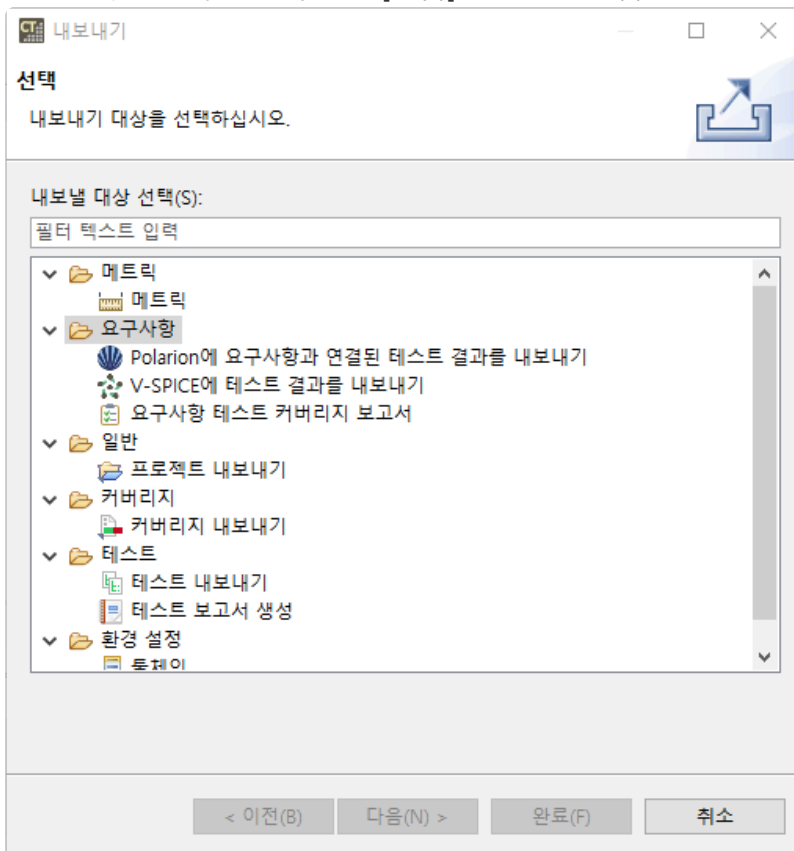 내보내기
선택
내보내기 대상을 선택하십시오.
내보낼 대상 선택(S):
필터 텍스트 입력
메트릭
메트릭
요구사항
Polarion에 요구사항과 연결된 테스트 결과를 내보내기
V-SPICE에 테스트 결과를 내보내기
요구사항 테스트 커버리지 보고서
일반
프로젝트 내보내기
커버리지
커버리지 내보내기
테스트
테스트 내보내기
테스트 보고서 생성
환경 설정
툴체인
< 이전(B)
다음(N) >
완료(F)
취소